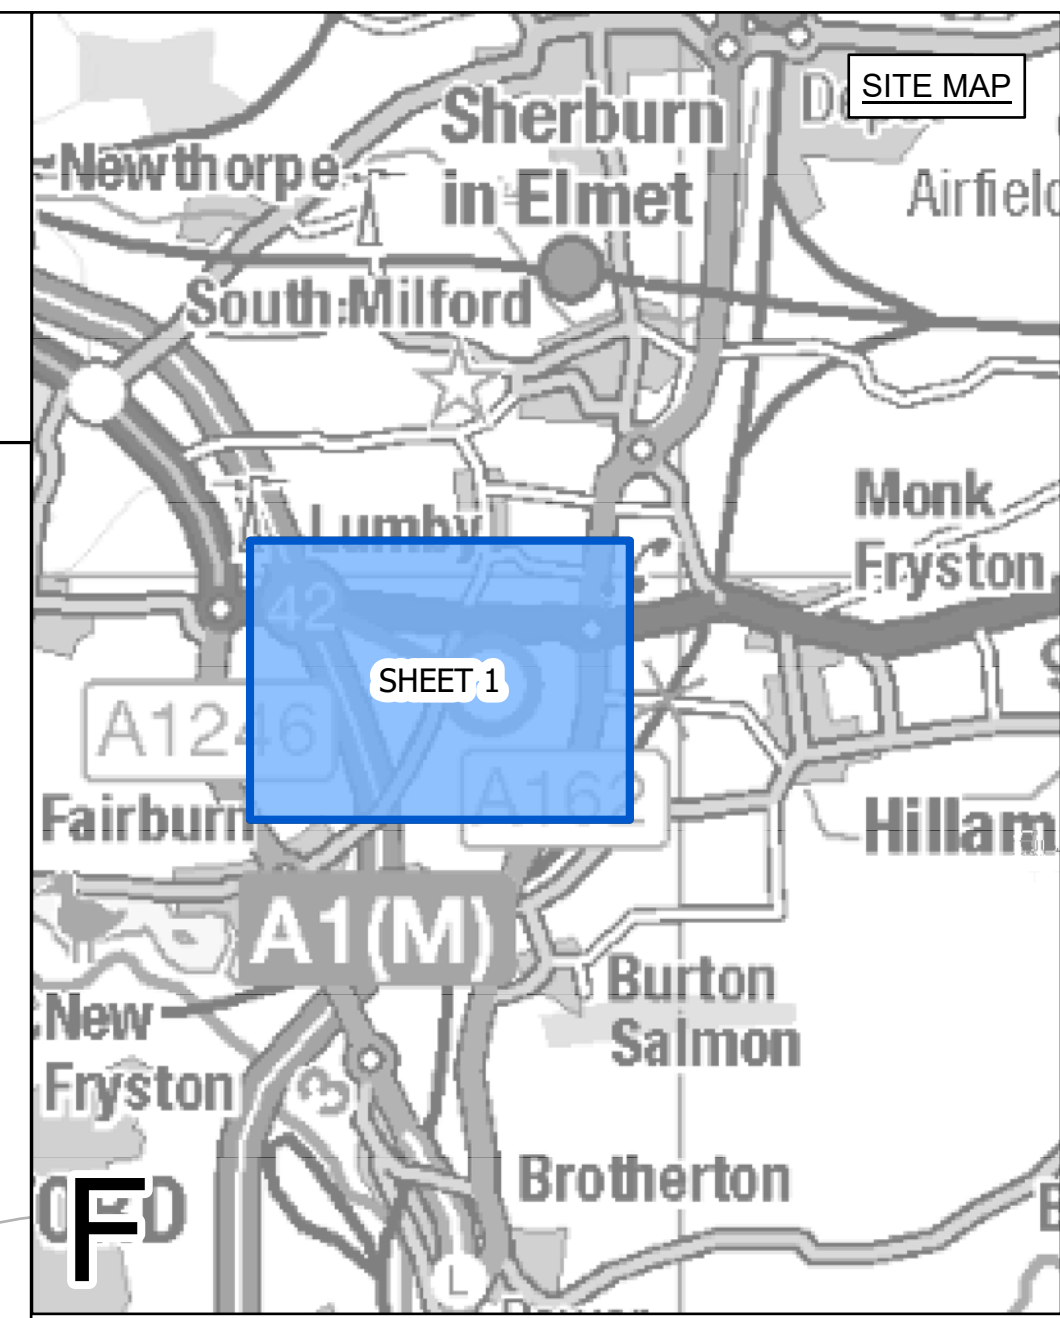 SITE MAP
Sherburn
in Elmet
Newthorpe
Airfield
South Milford
Lumby
Monk
Fryston
42
SHEET 1
A1246
A162
Fairburn
Hillam
A1(M)
Burton
Salmon
New
Fryston
3
Brotherton
F
L